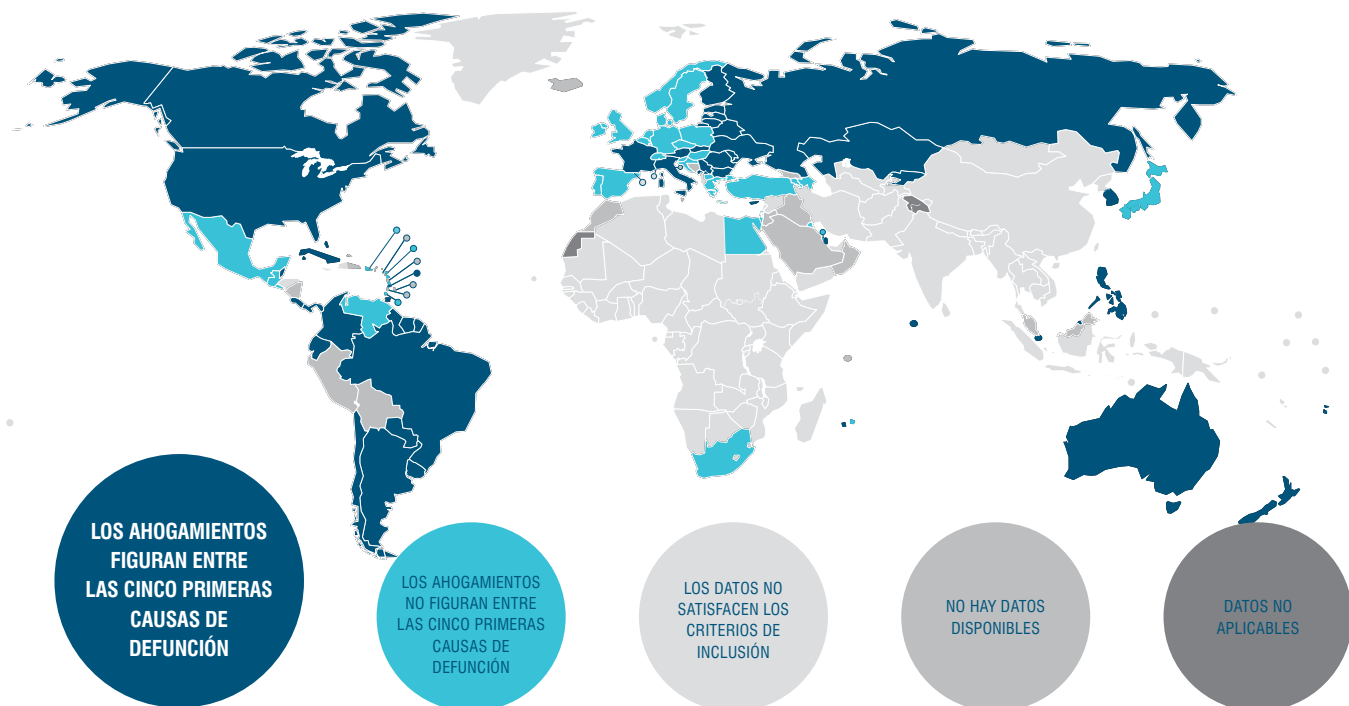 LOS AHOGAMIENTOS
FIGURAN ENTRE
LAS CINCO PRIMERAS
CAUSAS DE
DEFUNCIÓN
LOS AHOGAMIENTOS
NO FIGURAN ENTRE
LAS CINCO PRIMERAS
CAUSAS DE
DEFUNCIÓN
LOS DATOS NO
SATISFACEN LOS
CRITERIOS DE
INCLUSIÓN
NO HAY DATOS
DISPONIBLES
DATOS NO
APLICABLES